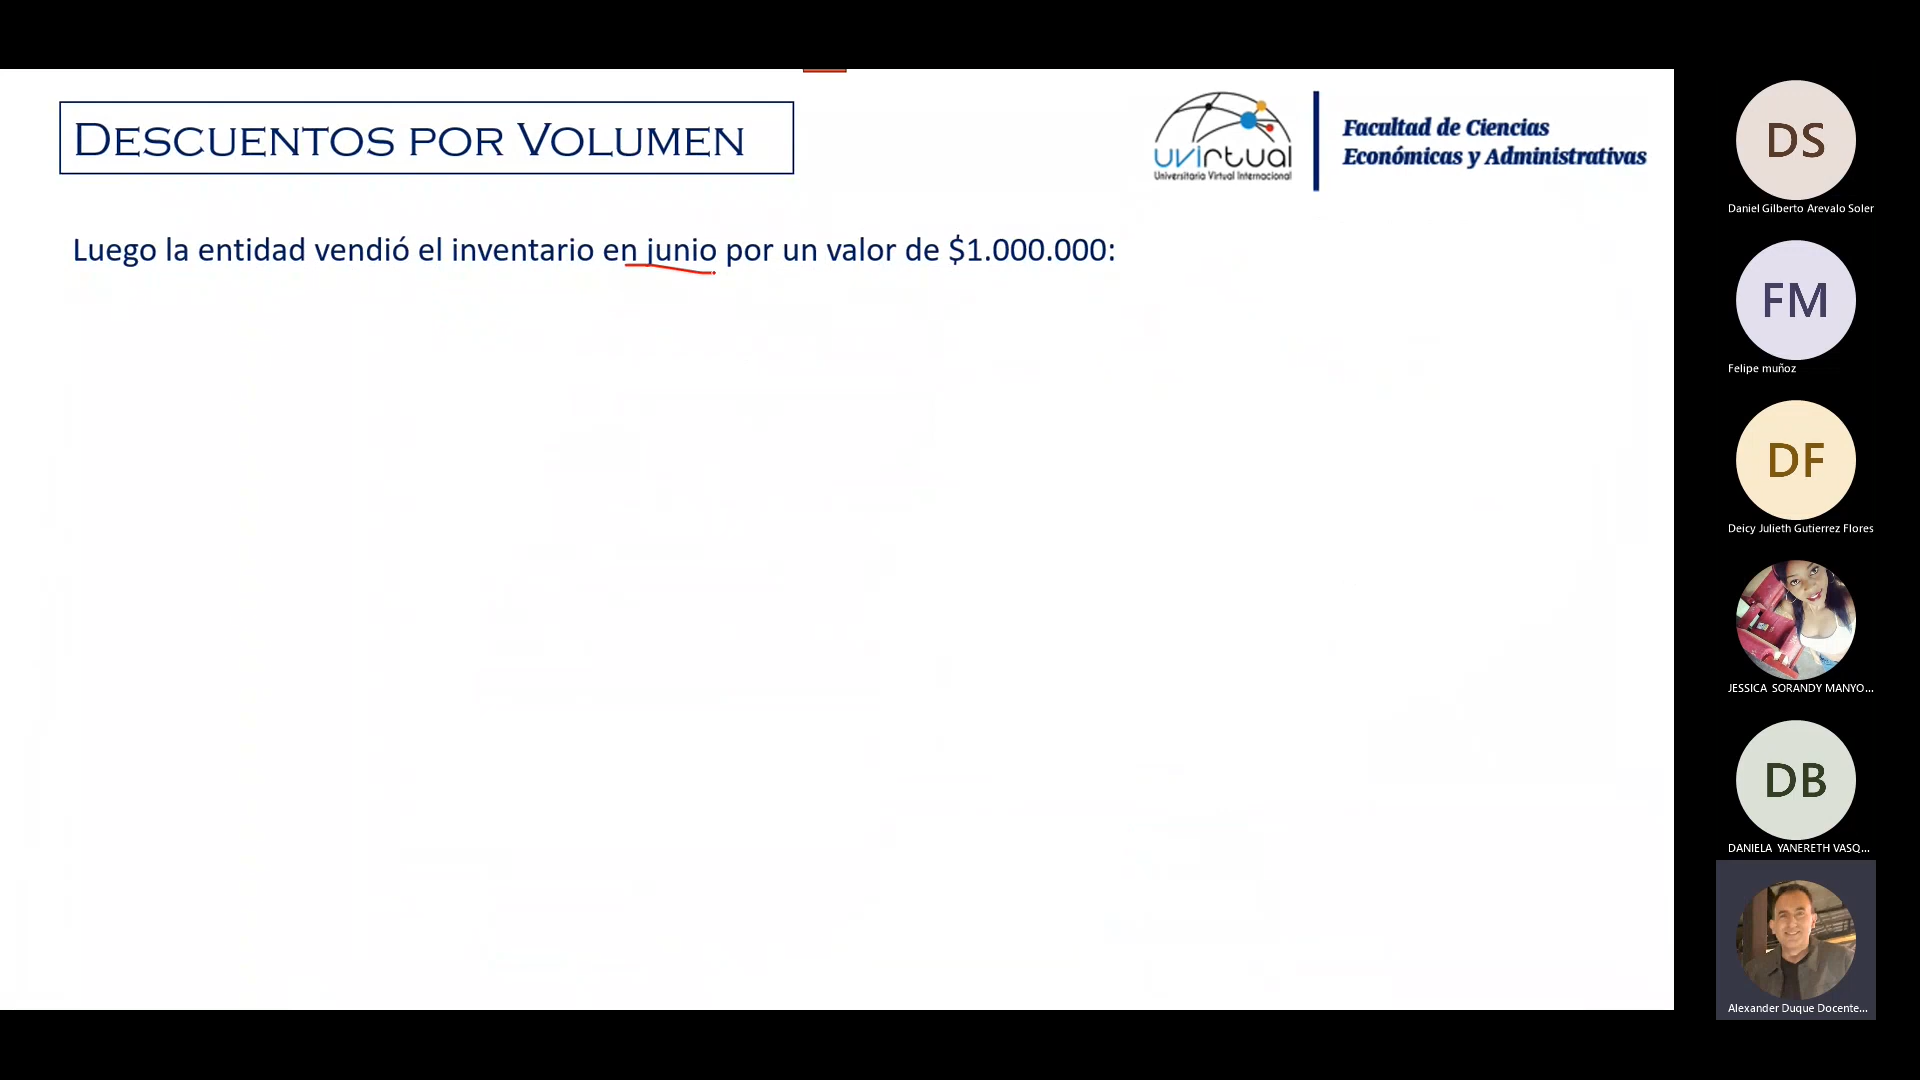 DESCUENTOS POR VOLUMEN
uvirtual
Universitaria Virtual Internacional
Facultad de Ciencias
Económicas y Administrativas
Luego la entidad vendió el inventario en junio por un valor de $1.000.000:
DS
Daniel Gilberto Arevalo Soler
FM
Felipe muñoz
DF
Deicy Julieth Gutierrez Flores
JESSICA SORANDY MANYO...
DB
DANIELA YANERETH VASQ...
Alexander Duque Docente...